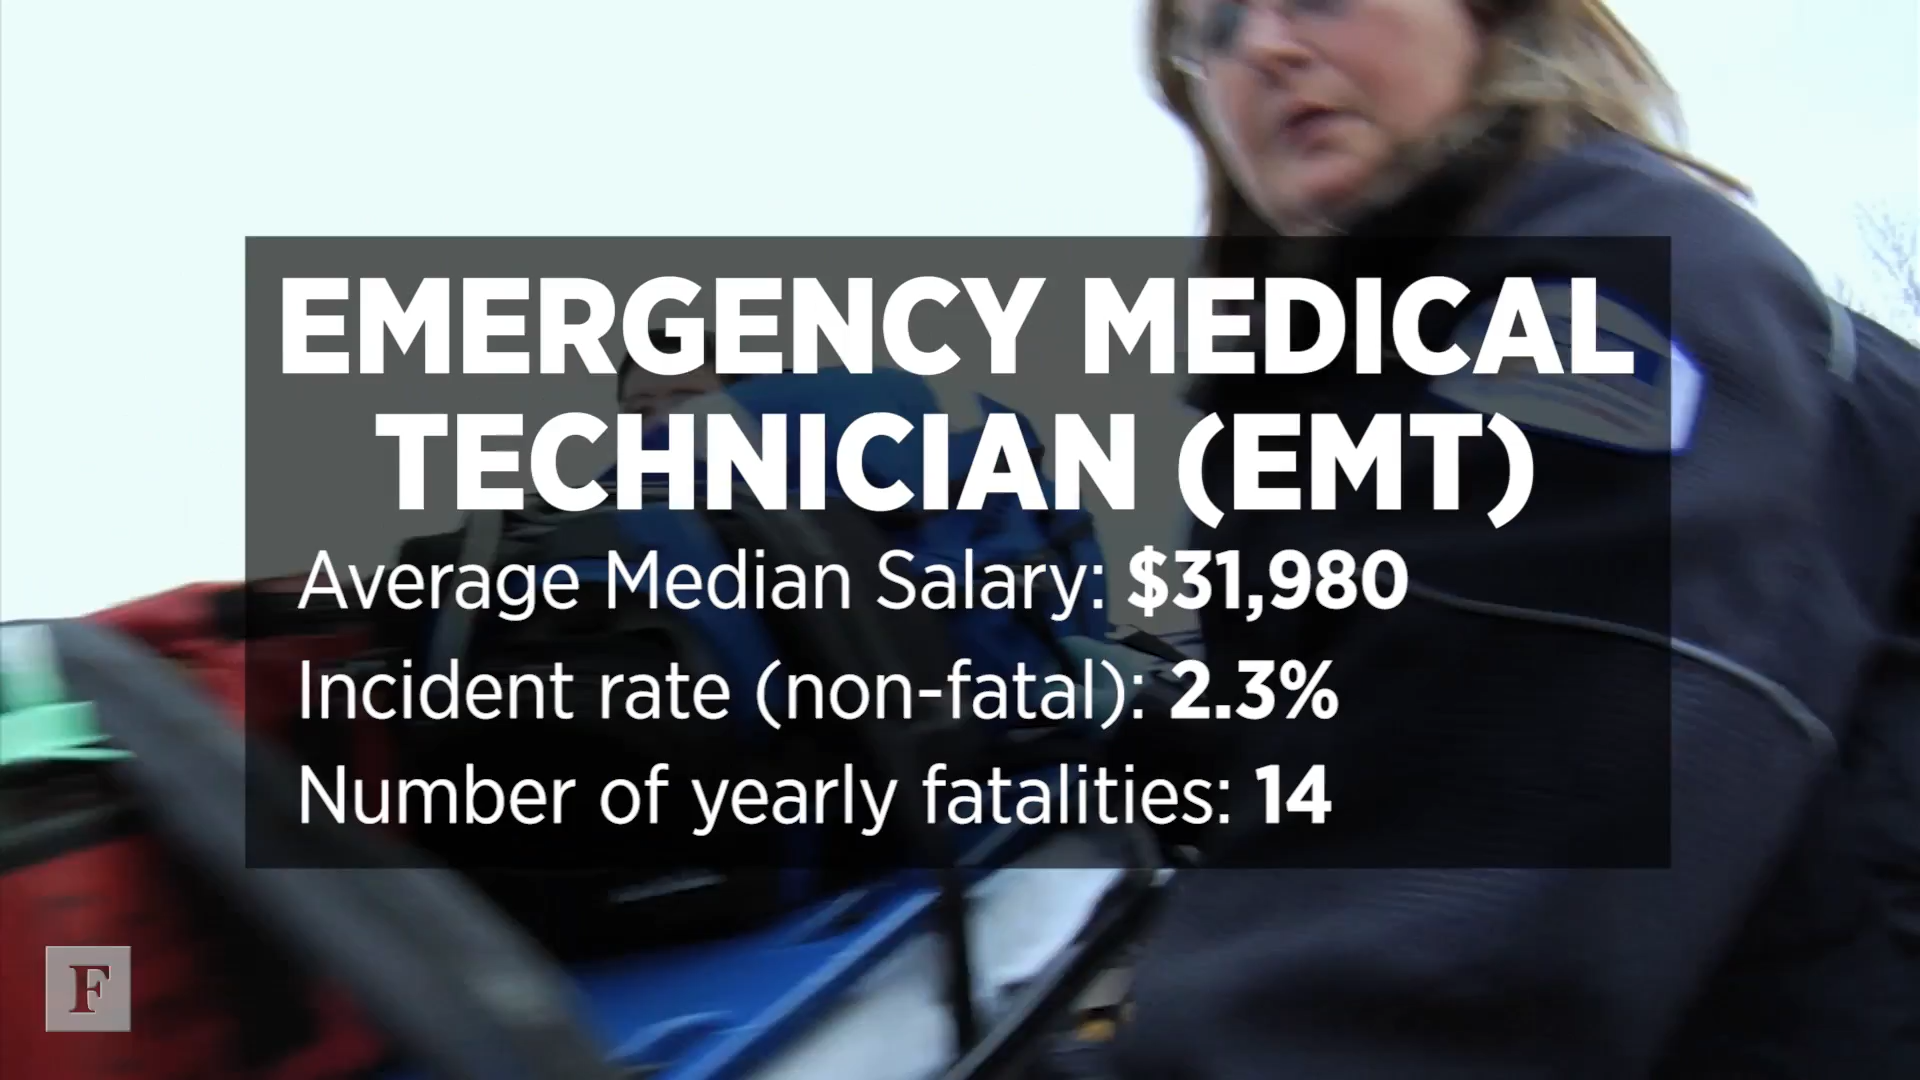 EMERGENCY MEDICAL
TECHNICIAN (EMT)
Average Median Salary: $31,980
Incident rate (non-fatal): 2.3%
Number of yearly fatalities: 14
F